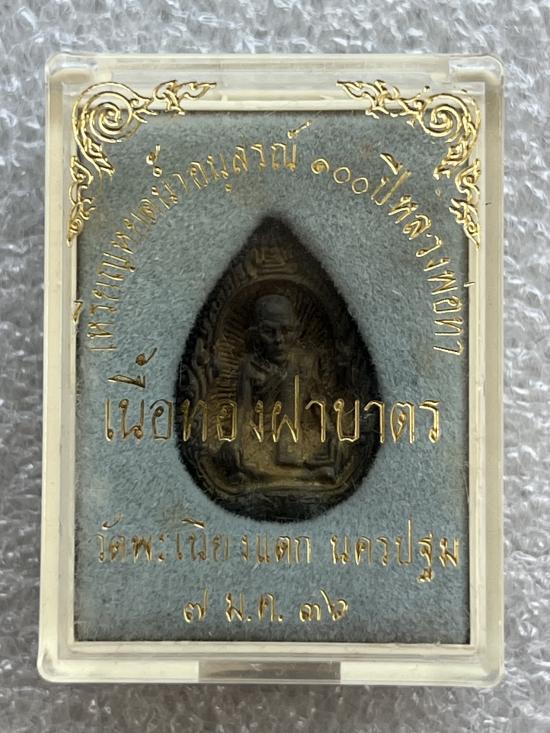 เหรียญหยดน้ำอนุสรณ์ ๑๐๐ปีหลวงพ่อทา
เนื้อทองฝาบาตร
วัดพะเนียงแตก นครปฐม
๗ ม.ค. ๓๖